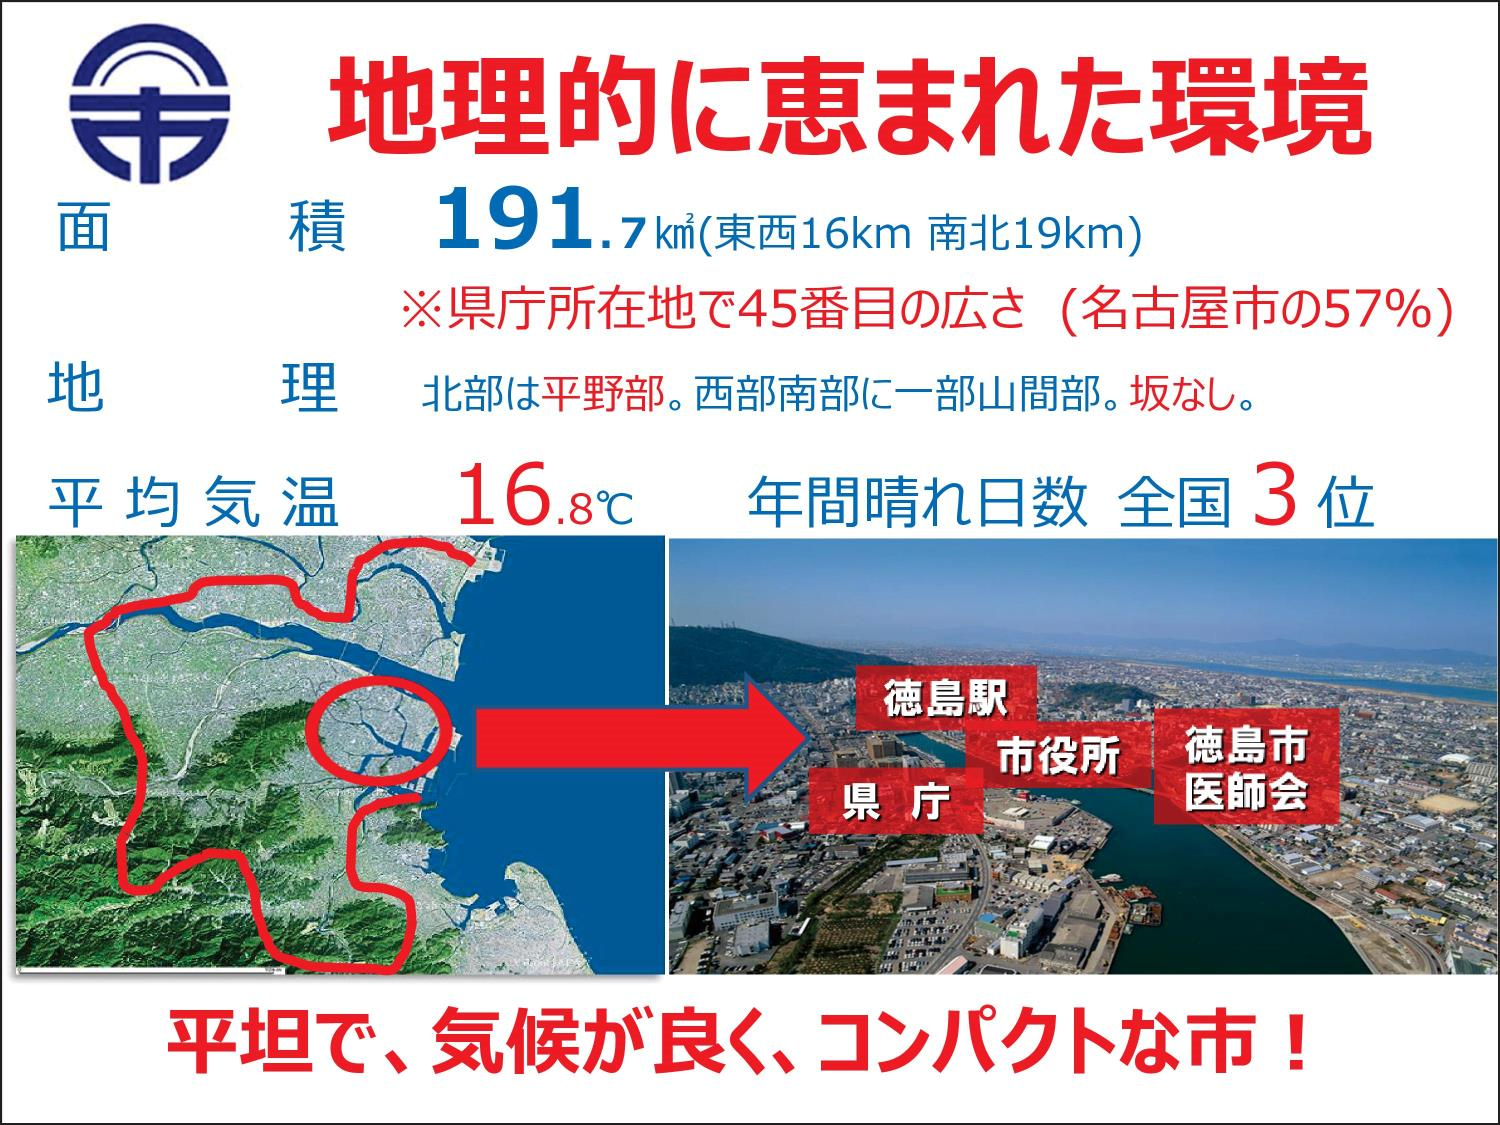 地理的に恵まれた環境
面積 191.7㎢(東西16km 南北19km)
※県庁所在地で45番目の広さ (名古屋市の57%)
地理 北部は平野部。西部南部に一部山間部。坂なし。
平均気温 16.8℃ 年間晴れ日数 全国3位
徳島駅
市役所
徳島市
医師会
県庁
平坦で、気候が良く、コンパクトな市！